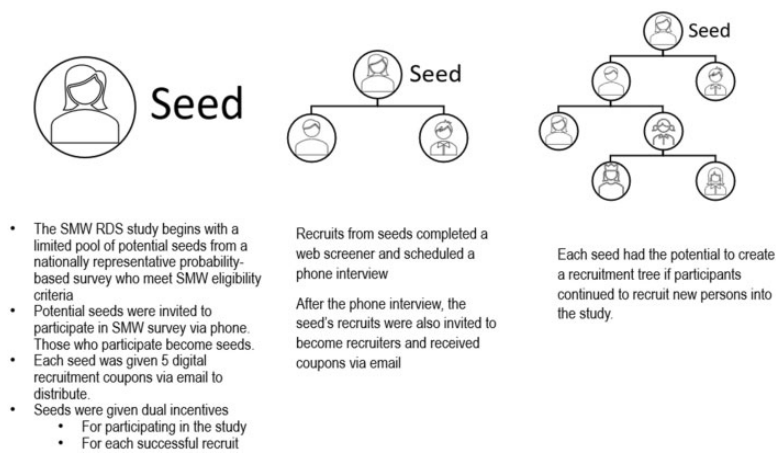 Seed
• The SMW RDS study begins with a
limited pool of potential seeds from a
nationally representative probability-
based survey who meet SMW eligibility
criteria
• Potential seeds were invited to
participate in SMW survey via phone.
Those who participate become seeds.
• Each seed was given 5 digital
recruitment coupons via email to
distribute.
• Seeds were given dual incentives
• For participating in the study
• For each successful recruit
Seed
Recruits from seeds completed a
web screener and scheduled a
phone interview
After the phone interview, the
seed's recruits were also invited to
become recruiters and received
coupons via email
Seed
Each seed had the potential to create
a recruitment tree if participants
continued to recruit new persons into
the study.